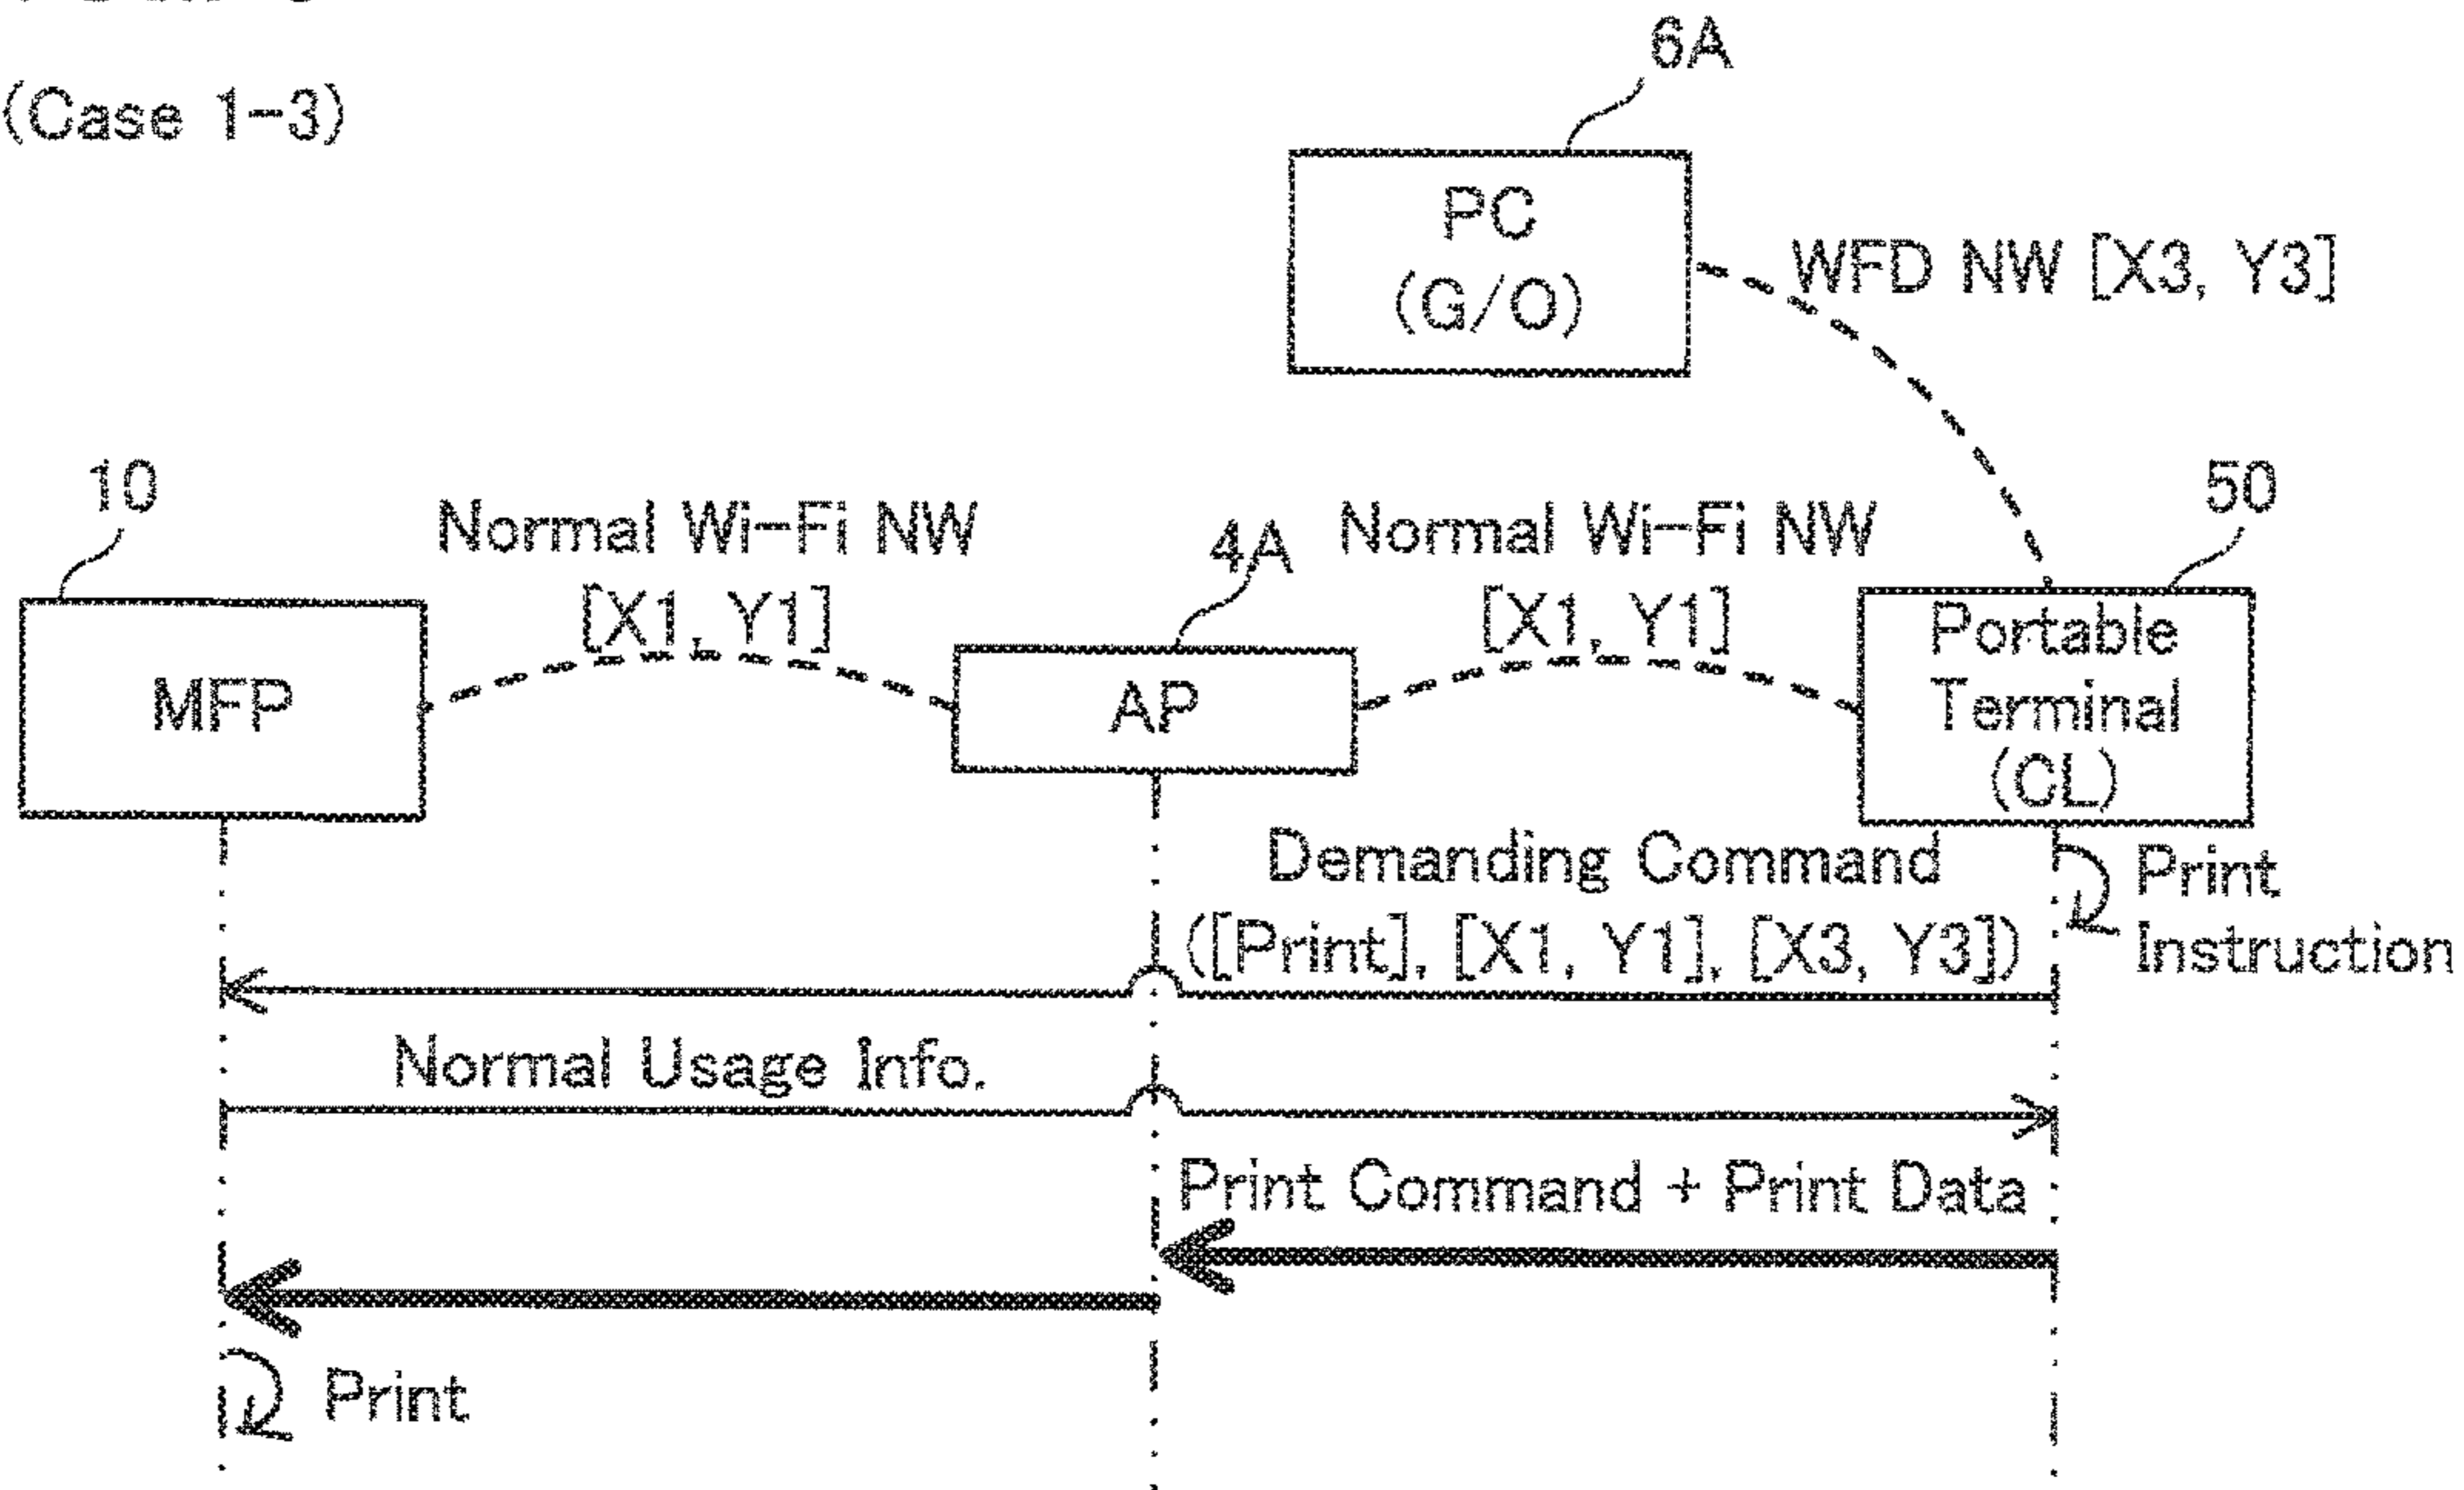 (Case 1-3)
6A
PC
(G/O)
WFD NW [X3, Y3]
10
Normal Wi-Fi NW
[X1, Y1]
4A
Normal Wi-Fi NW
[X1, Y1]
50
MFP
AP
Portable
Terminal
(CL)
Demanding Command
([Print], [X1, Y1], [X3, Y3])
Print
Instruction
Normal Usage Info.
Print Command + Print Data
Print